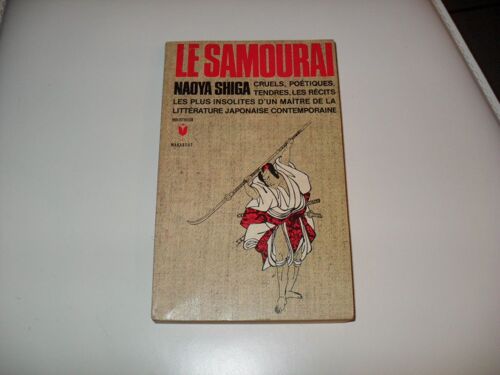 LE SAMOURAI
NAOYA SHIGA CRUELS, POÉTIQUES,
TENDRES, LES RÉCITS
LES PLUS INSOLITES D'UN MAÎTRE DE LA
LITTÉRATURE JAPONAISE CONTEMPORAINE
MARABOUT